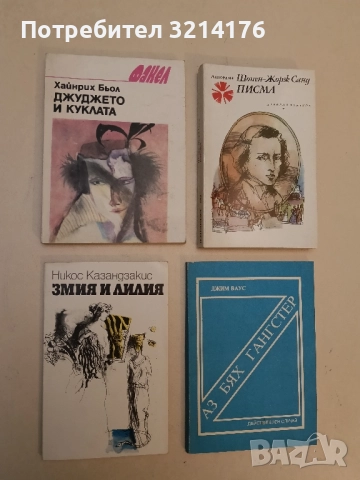 Потребител 3214176
ФАКЕЛ
Хайнрих Бьол
ДЖУДЖЕТО
И КУКЛАТА
Шопен-Жорж Санд
ПИСМА
Никос Казандзакис
ЗМИЯ И ЛИЛИЯ
ДЖИМ ВАУС
АЗ БЯХ ГАНГСТЕР
BAZAR